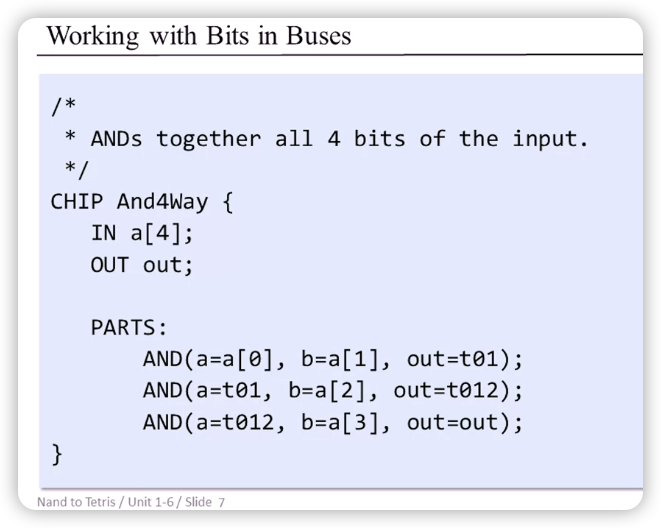 Working with Bits in Buses
/*
 * ANDs together all 4 bits of the input.
 */
CHIP And4Way {
   IN a[4];
   OUT out;

   PARTS:
       AND(a=a[0], b=a[1], out=t01);
       AND(a=t01, b=a[2], out=t012);
       AND(a=t012, b=a[3], out=out);
}
Nand to Tetris / Unit 1-6 / Slide 7